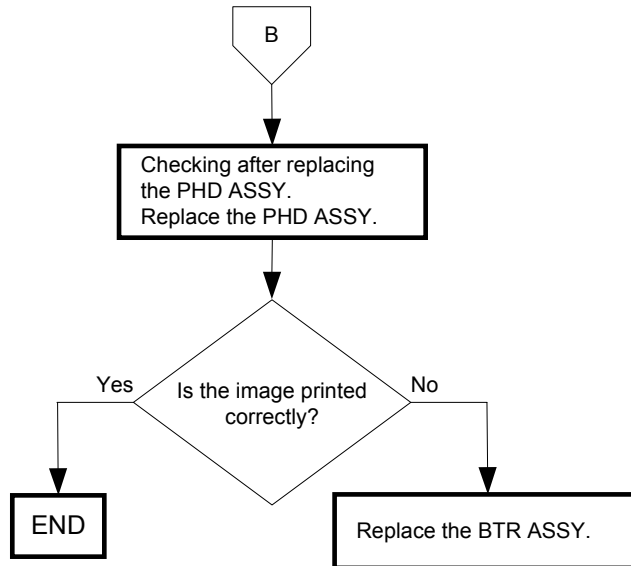 B
Checking after replacing
the PHD ASSY.
Replace the PHD ASSY.
Yes
Is the image printed
correctly?
No
END
Replace the BTR ASSY.